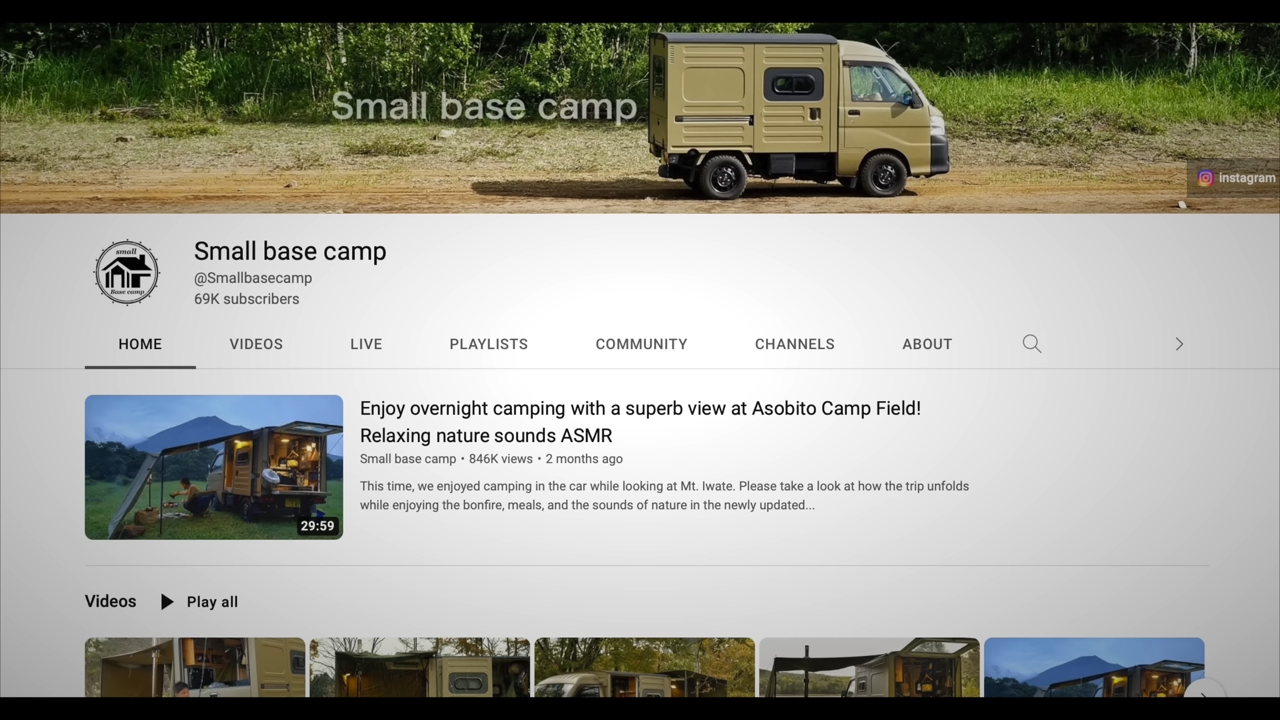 Small base camp
instagram
small
Base camp
Small base camp
@Smallbasecamp
69K subscribers
HOME VIDEOS LIVE PLAYLISTS COMMUNITY CHANNELS ABOUT
Enjoy overnight camping with a superb view at Asobito Camp Field!
Relaxing nature sounds ASMR
Small base camp • 846K views • 2 months ago
This time, we enjoyed camping in the car while looking at Mt. Iwate. Please take a look at how the trip unfolds
while enjoying the bonfire, meals, and the sounds of nature in the newly updated...
29:59
Videos Play all